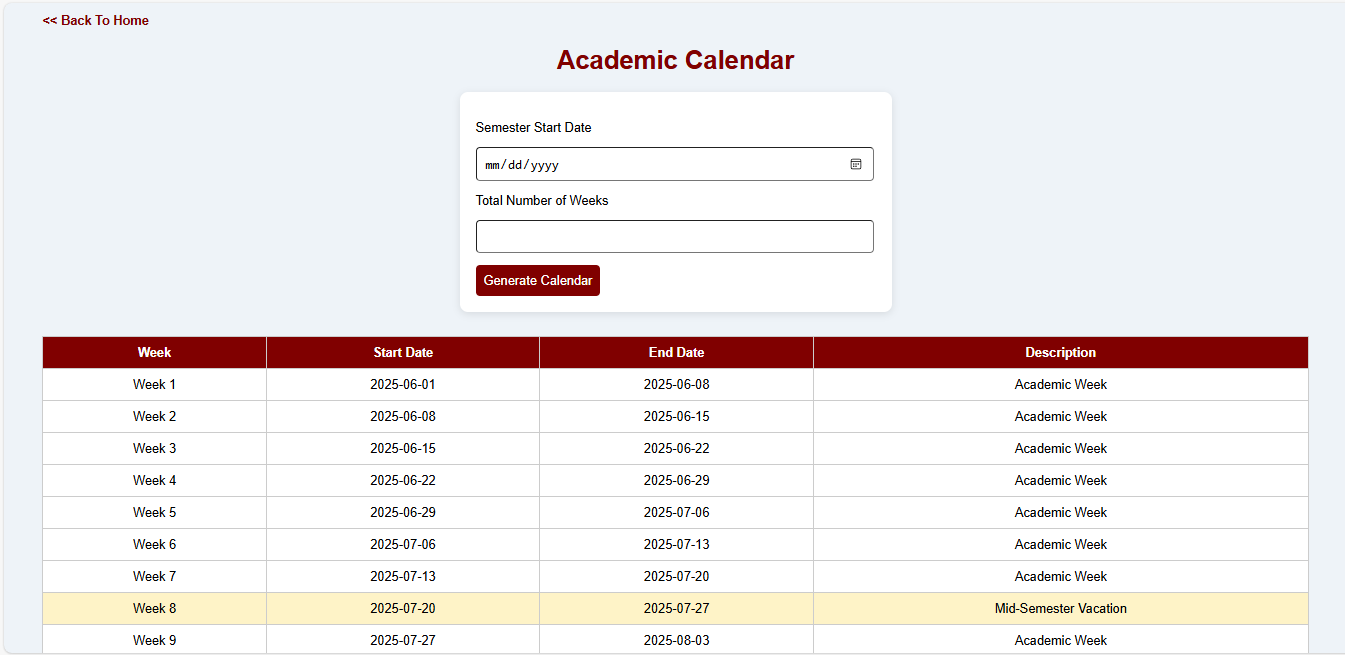 << Back To Home
Academic Calendar
Semester Start Date
mm/dd/yyyy
Total Number of Weeks
Generate Calendar
Week Start Date End Date Description
Week 1 2025-06-01 2025-06-08 Academic Week
Week 2 2025-06-08 2025-06-15 Academic Week
Week 3 2025-06-15 2025-06-22 Academic Week
Week 4 2025-06-22 2025-06-29 Academic Week
Week 5 2025-06-29 2025-07-06 Academic Week
Week 6 2025-07-06 2025-07-13 Academic Week
Week 7 2025-07-13 2025-07-20 Academic Week
Week 8 2025-07-20 2025-07-27 Mid-Semester Vacation
Week 9 2025-07-27 2025-08-03 Academic Week